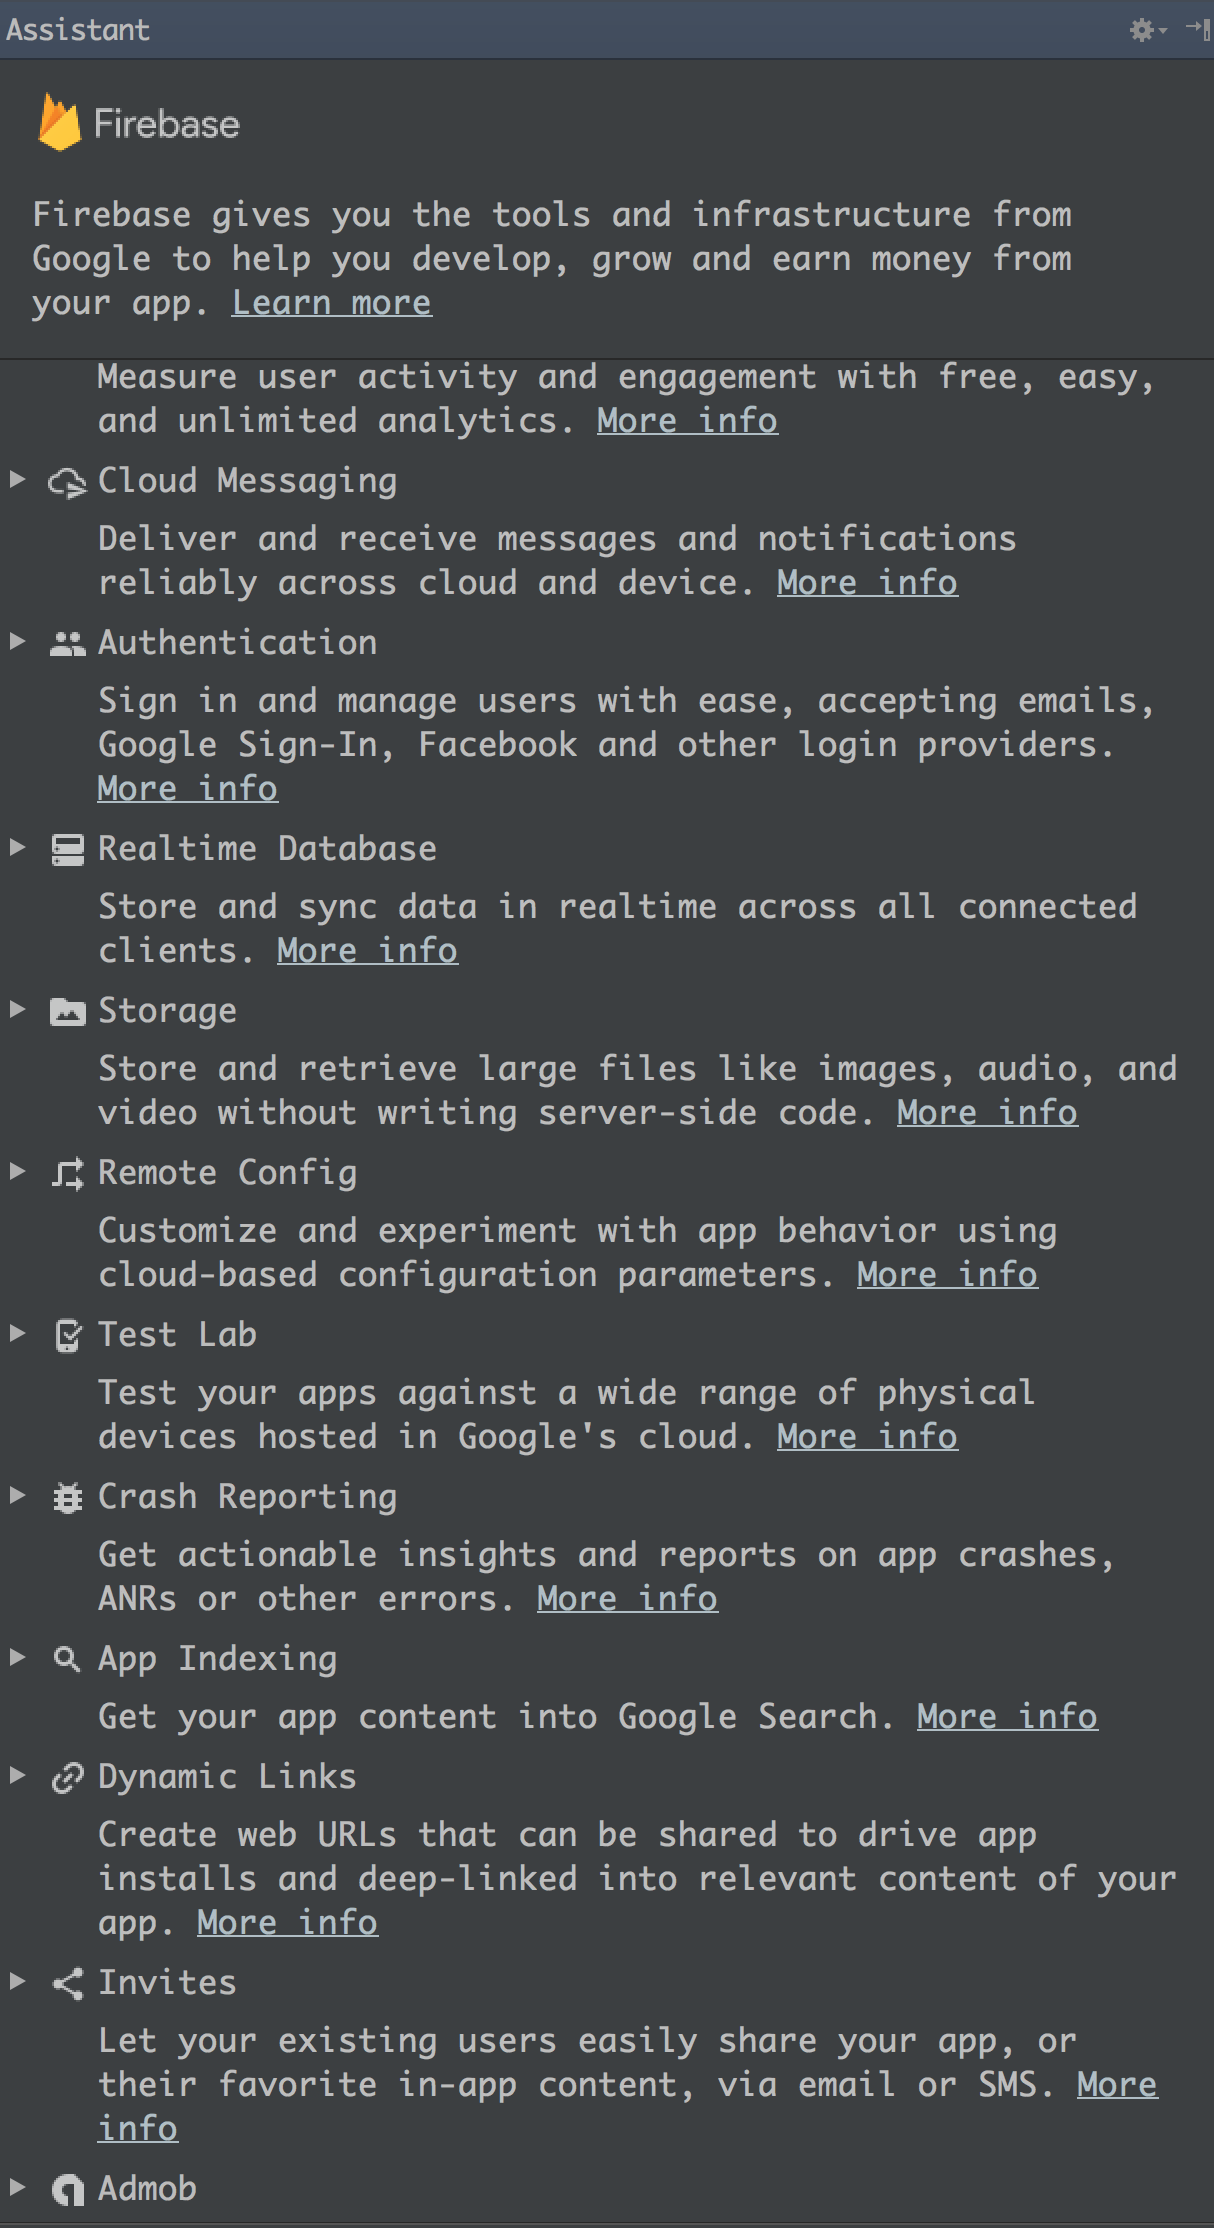 Assistant
Firebase
Firebase gives you the tools and infrastructure from
Google to help you develop, grow and earn money from
your app. Learn more
Measure user activity and engagement with free, easy,
and unlimited analytics. More info
Cloud Messaging
Deliver and receive messages and notifications
reliably across cloud and device. More info
Authentication
Sign in and manage users with ease, accepting emails,
Google Sign-In, Facebook and other login providers.
More info
Realtime Database
Store and sync data in realtime across all connected
clients. More info
Storage
Store and retrieve large files like images, audio, and
video without writing server-side code. More info
Remote Config
Customize and experiment with app behavior using
cloud-based configuration parameters. More info
Test Lab
Test your apps against a wide range of physical
devices hosted in Google's cloud. More info
Crash Reporting
Get actionable insights and reports on app crashes,
ANRs or other errors. More info
App Indexing
Get your app content into Google Search. More info
Dynamic Links
Create web URLs that can be shared to drive app
installs and deep-linked into relevant content of your
app. More info
Invites
Let your existing users easily share your app, or
their favorite in-app content, via email or SMS. More
info
Admob